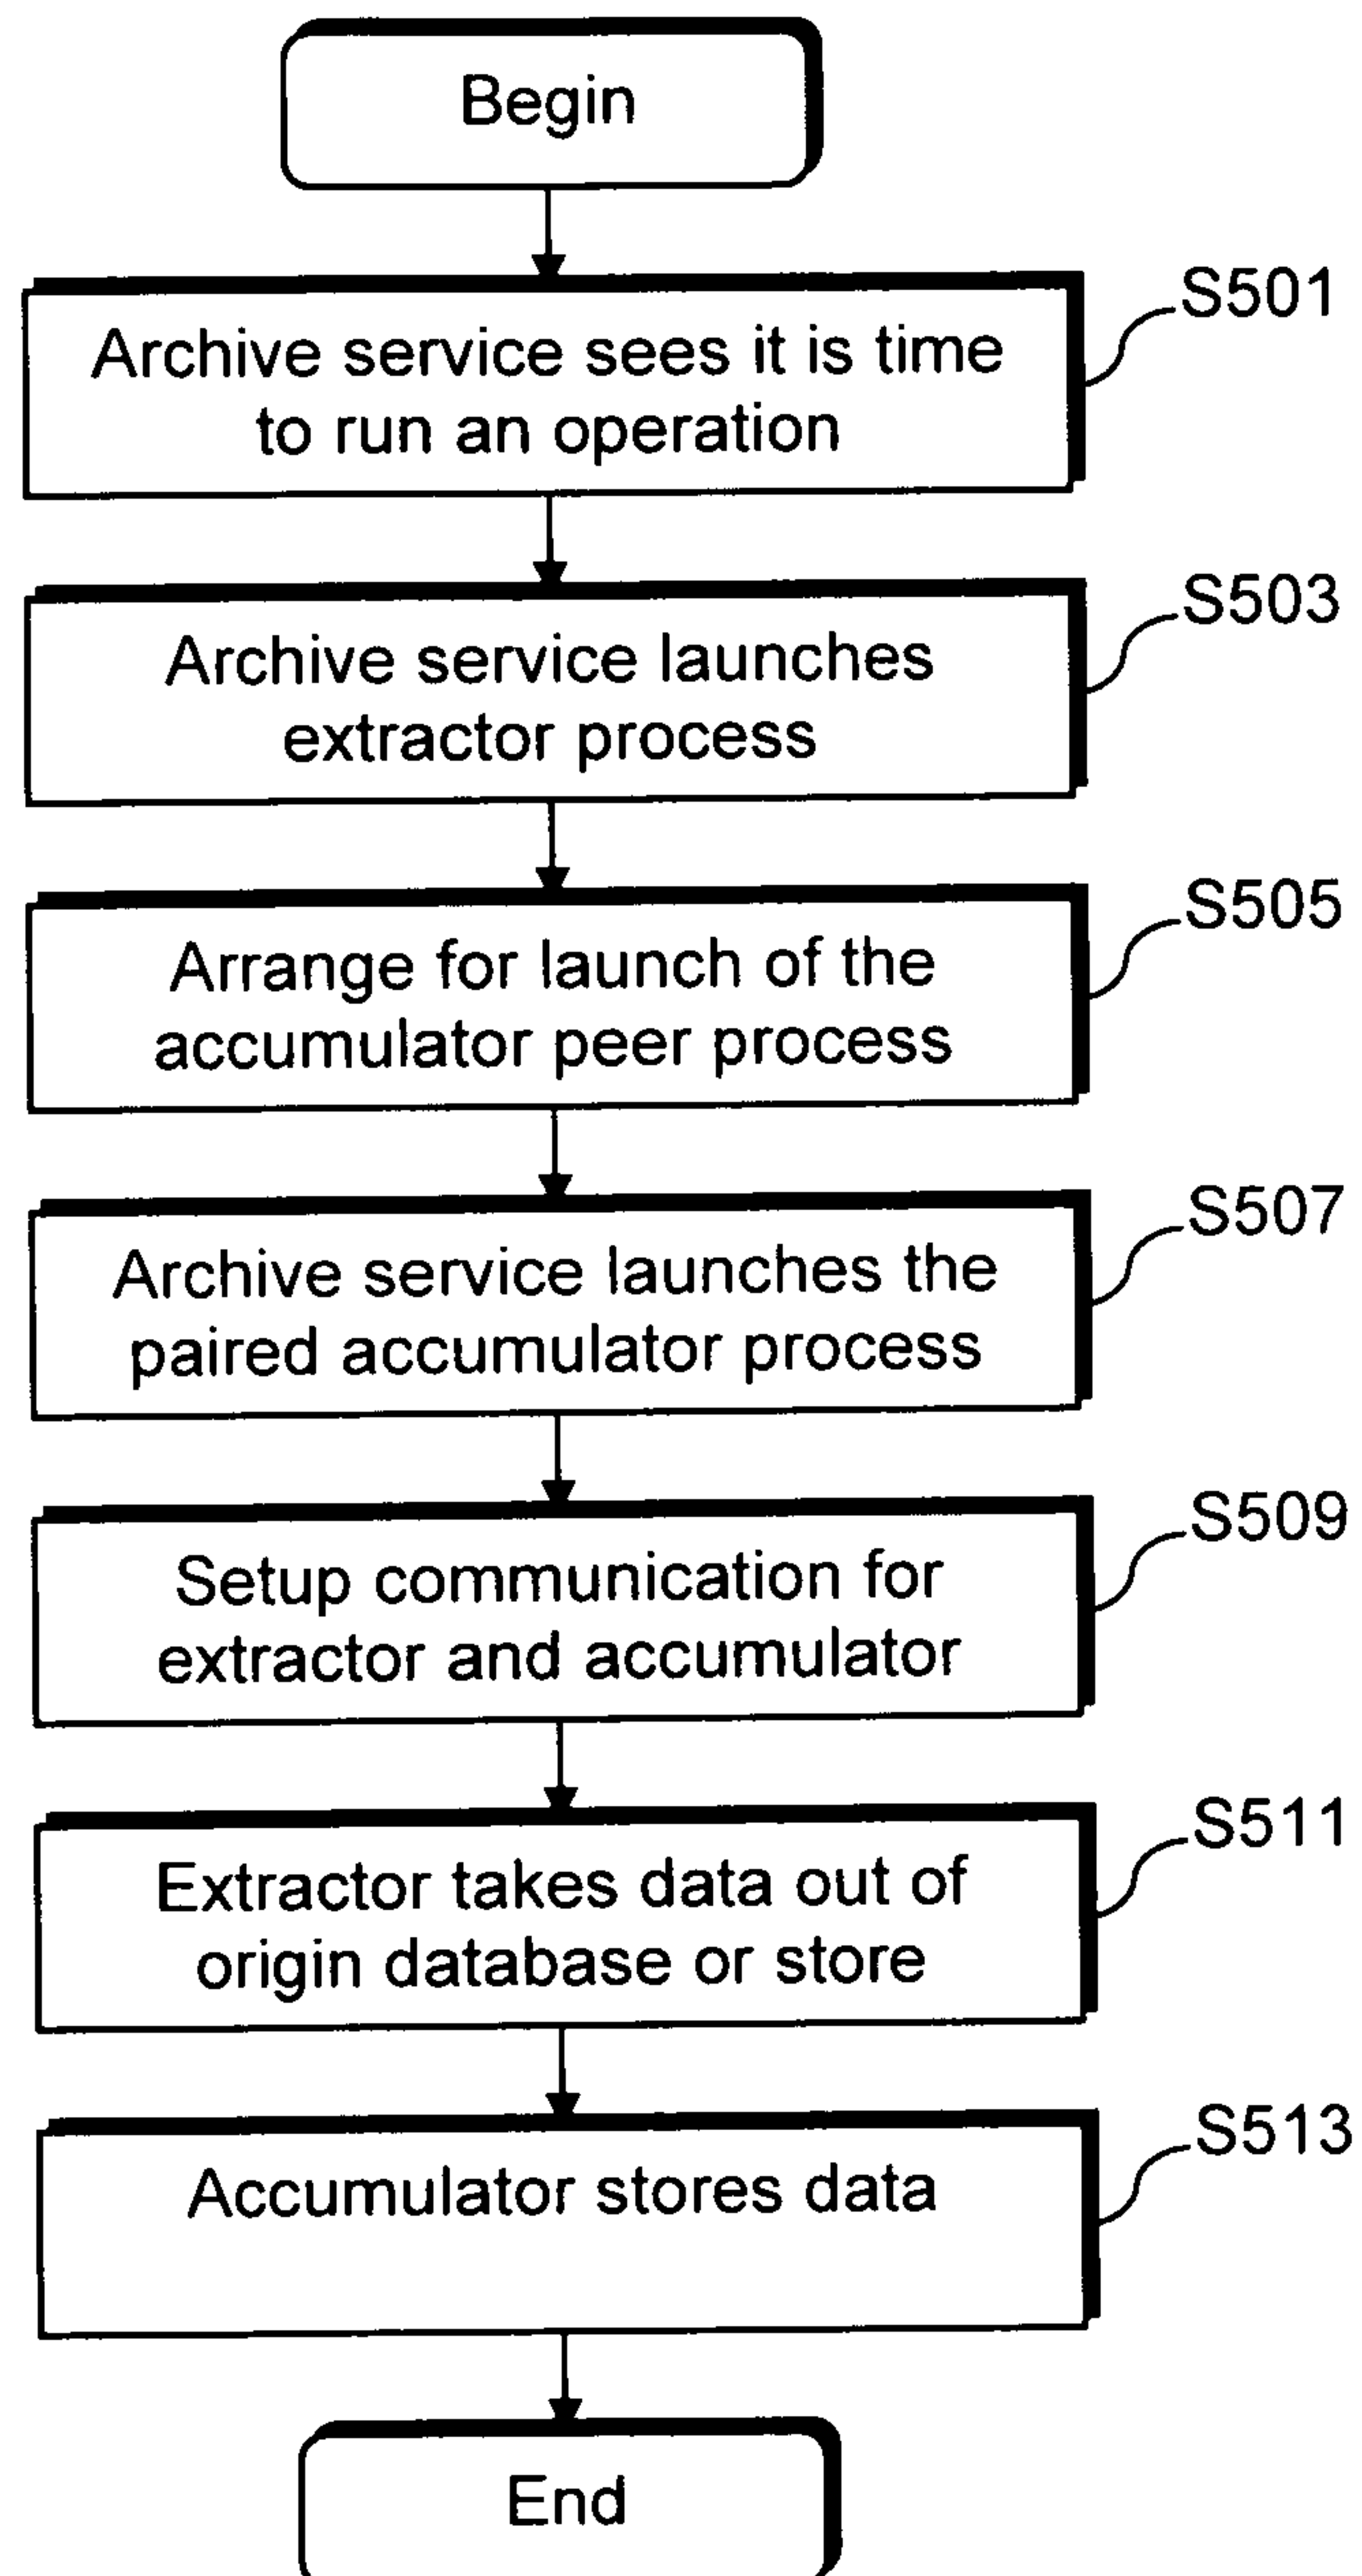 Begin
S501
Archive service sees it is time
to run an operation
S503
Archive service launches
extractor process
S505
Arrange for launch of the
accumulator peer process
S507
Archive service launches the
paired accumulator process
S509
Setup communication for
extractor and accumulator
S511
Extractor takes data out of
origin database or store
S513
Accumulator stores data
End